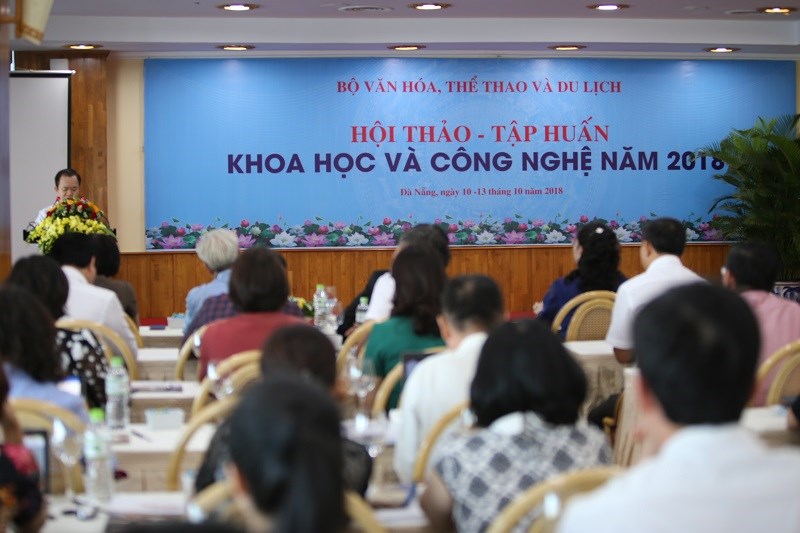 BỘ VĂN HÓA, THỂ THAO VÀ DU LỊCH
HỘI THẢO - TẬP HUẤN
KHOA HỌC VÀ CÔNG NGHỆ NĂM 2018
Đà Nẵng, ngày 10 -13 tháng 10 năm 2018